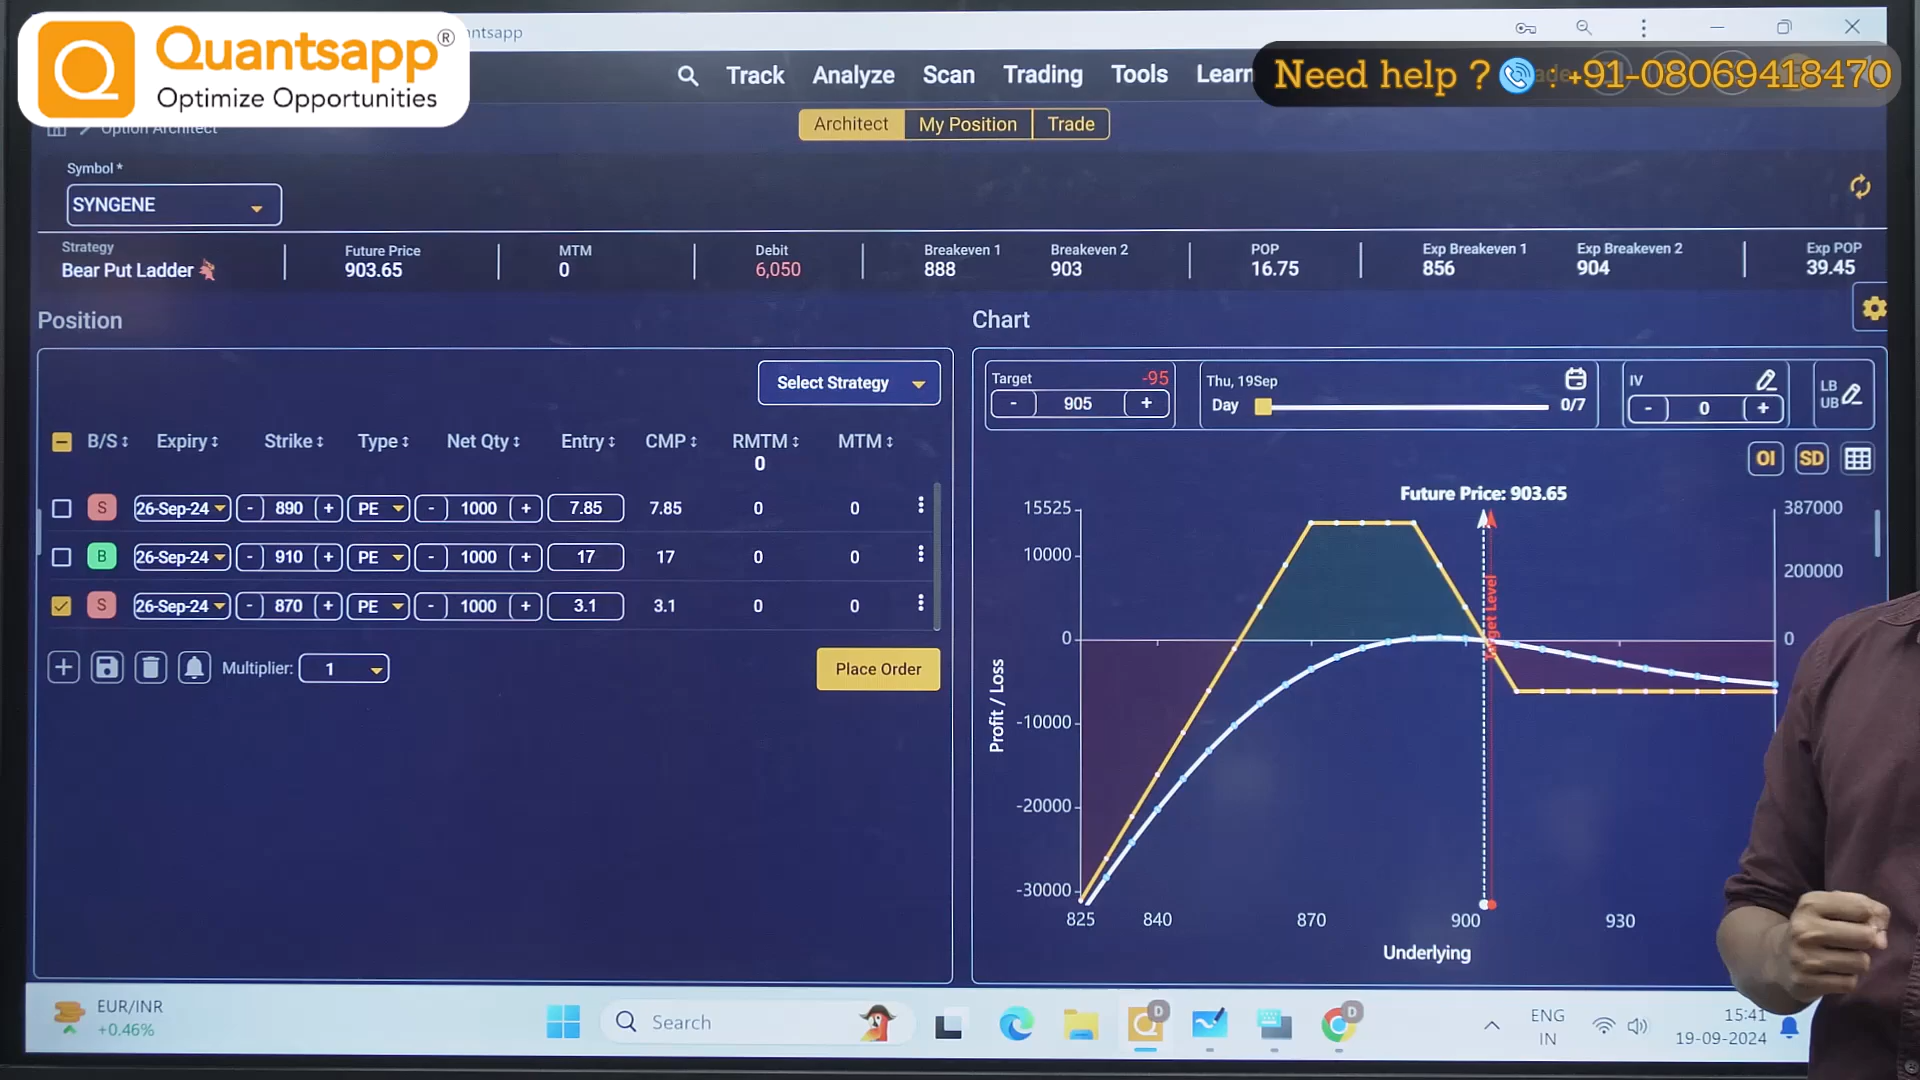 Quantsapp®
Optimize Opportunities
ntsapp
Track Analyze Scan Trading Tools Learn
Need help ? : +91-08069418470
Option Architect
Architect My Position Trade
Symbol *
SYNGENE
Strategy Future Price MTM Debit Breakeven 1 Breakeven 2 POP Exp Breakeven 1 Exp Breakeven 2 Exp POP
Bear Put Ladder 903.65 0 6,050 888 903 16.75 856 904 39.45
Position
Select Strategy
B/S Expiry Strike Type Net Qty Entry CMP RMTM MTM
0
S 26-Sep-24 - 890 + PE - 1000 + 7.85 7.85 0 0
B 26-Sep-24 - 910 + PE - 1000 + 17 17 0 0
S 26-Sep-24 - 870 + PE - 1000 + 3.1 3.1 0 0
+ Multiplier: 1 Place Order
Chart
Target -95 Thu, 19Sep IV LB
- 905 + Day 0/7 - 0 + UB
OI SD
Future Price: 903.65
15525
10000
0
-10000
-20000
-30000
387000
200000
0
Profit / Loss
Target Level
825 840 870 900 930
Underlying
EUR/INR
+0.46%
Search
D
D
ENG
IN
15:41
19-09-2024